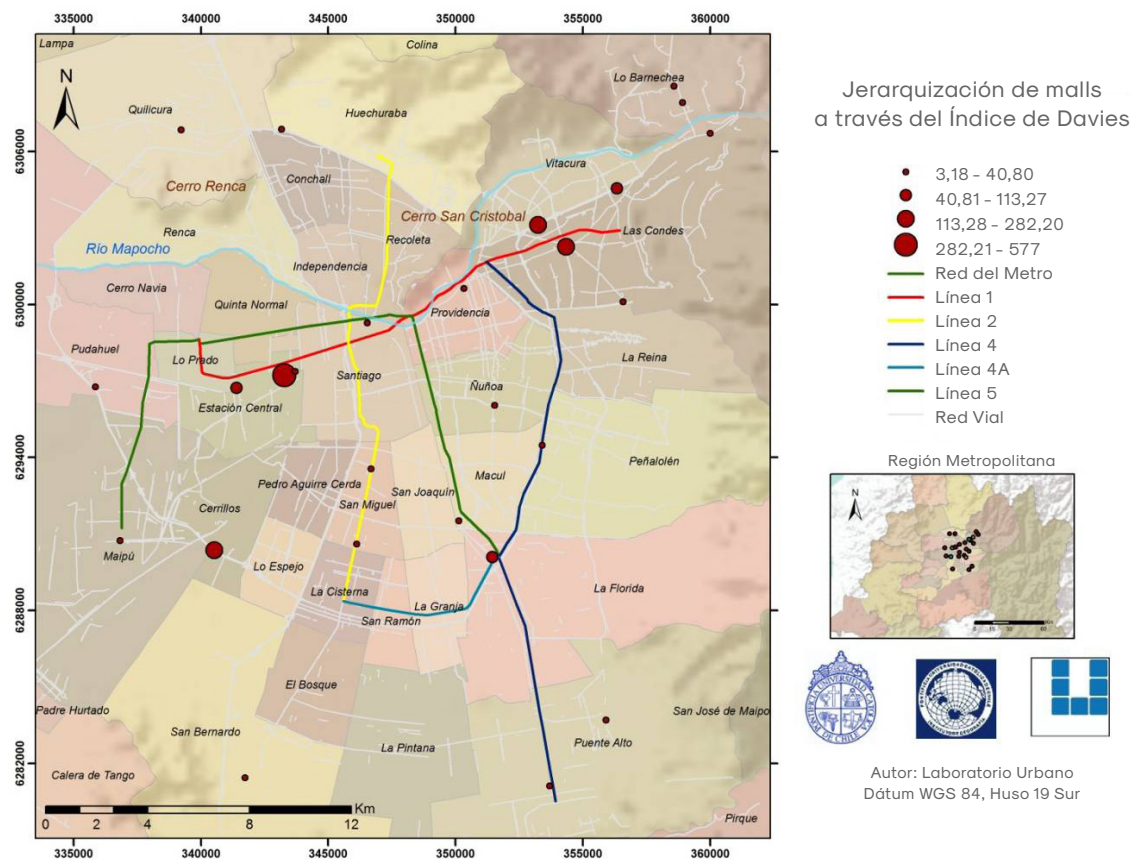 335000 340000 345000 350000 355000 360000
Lampa
Colina
Lo Barnechea
N
Quilicura
Huechuraba
6306000
Vitacura
Conchalí
Cerro Renca
Cerro San Cristobal
Renca
Recoleta
Las Condes
Río Mapocho
Independencia
Cerro Navia
Quinta Normal
6300000
Providencia
Pudahuel
Lo Prado
La Reina
Santiago
Ñuñoa
Estación Central
6294000
Peñalolén
Macul
Pedro Aguirre Cerda
San Joaquín
San Miguel
Cerrillos
Maipú
Lo Espejo
La Florida
La Cisterna
La Granja
6288000
San Ramón
El Bosque
Padre Hurtado
San José de Maipo
San Bernardo
La Pintana
Puente Alto
6282000
Calera de Tango
Km
0 2 4 8 12
Pirque
335000 340000 345000 350000 355000 360000
Jerarquización de malls
a través del Índice de Davies
3,18 - 40,80
40,81 - 113,27
113,28 - 282,20
282,21 - 577
Red del Metro
Línea 1
Línea 2
Línea 4
Línea 4A
Línea 5
Red Vial
Región Metropolitana
N
Autor: Laboratorio Urbano
Dátum WGS 84, Huso 19 Sur